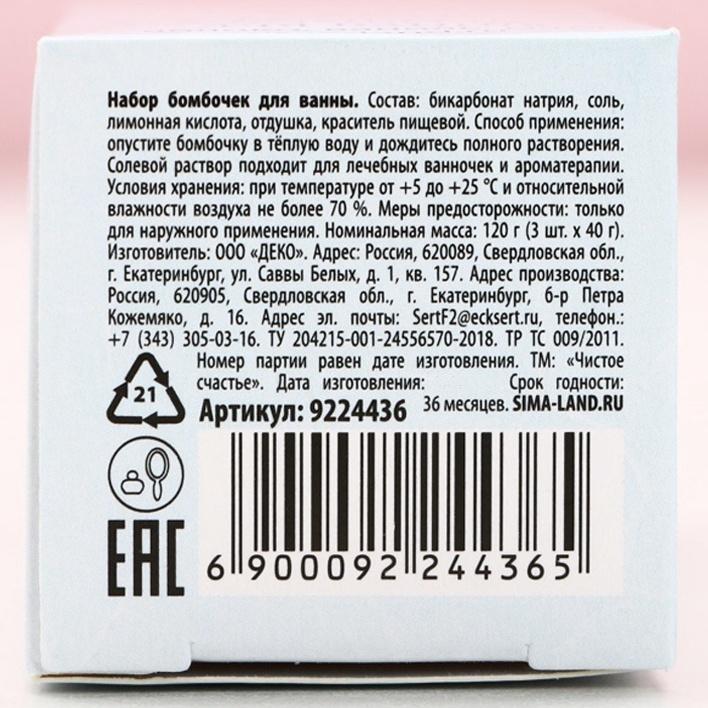 Набор бомбочек для ванны. Состав: бикарбонат натрия, соль,
лимонная кислота, отдушка, краситель пищевой. Способ применения:
опустите бомбочку в тёплую воду и дождитесь полного растворения.
Солевой раствор подходит для лечебных ванночек и ароматерапии.
Условия хранения: при температуре от +5 до +25 °С и относительной
влажности воздуха не более 70 %. Меры предосторожности: только
для наружного применения. Номинальная масса: 120 г (3 шт. х 40 г).
Изготовитель: ООО «ДЕКО». Адрес: Россия, 620089, Свердловская обл.,
г. Екатеринбург, ул. Саввы Белых, д. 1, кв. 157. Адрес производства:
Россия, 620905, Свердловская обл., г. Екатеринбург, б-р Петра
Кожемяко, д. 16. Адрес эл. почты: SertF2@ecksert.ru, телефон.:
+7 (343) 305-03-16. ТУ 204215-001-24556570-2018. ТР ТС 009/2011.
Номер партии равен дате изготовления. ТМ: «Чистое
счастье». Дата изготовления: Срок годности:
36 месяцев. SIMA-LAND.RU
Артикул: 9224436
21
EAC
6 900092 244365